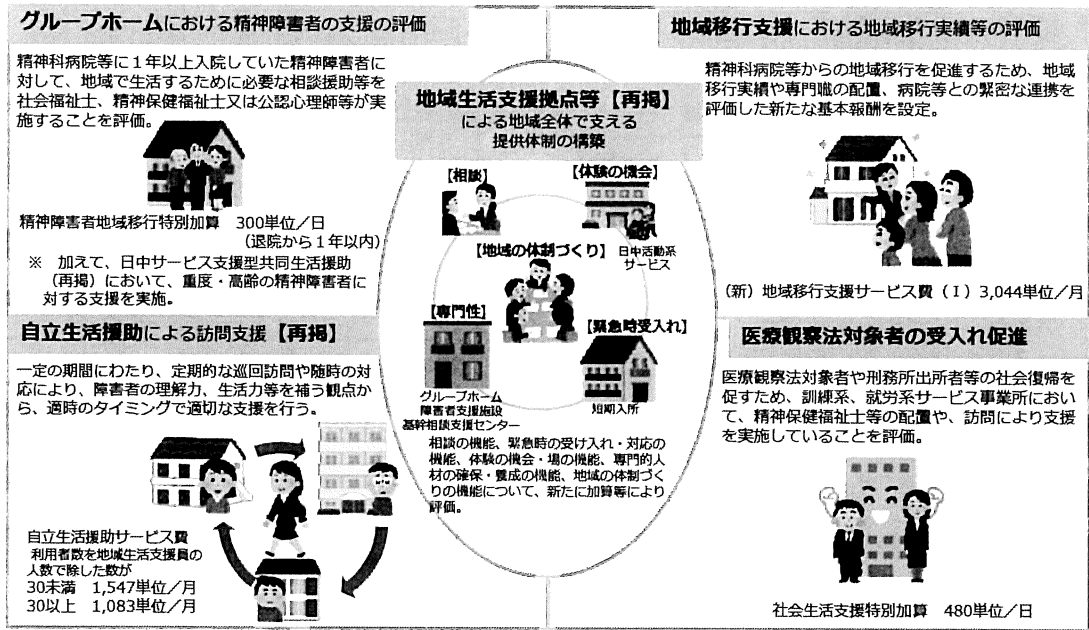 グループホームにおける精神障害者の支援の評価
精神科病院等に１年以上入院していた精神障害者に
対して、地域で生活するために必要な相談援助等を
社会福祉士、精神保健福祉士又は公認心理師等が実
施することを評価。
精神障害者地域移行特別加算　300単位／日
（退院から１年以内）
※　加えて、日中サービス支援型共同生活援助
（再掲）において、重度・高齢の精神障害者に
対する支援を実施。
自立生活援助による訪問支援【再掲】
一定の期間にわたり、定期的な巡回訪問や随時の対
応により、障害者の理解力、生活力等を補う観点か
ら、適時のタイミングで適切な支援を行う。
自立生活援助サービス費
利用者数を地域生活支援員の
人数で除した数が
30未満　1,547単位／月
30以上　1,083単位／月
地域生活支援拠点等【再掲】
による地域全体で支える
提供体制の構築
【相談】
【体験の機会】
日中活動系
サービス
【地域の体制づくり】
【専門性】
グループホーム
障害者支援施設
基幹相談支援センター
【緊急時受入れ】
短期入所
相談の機能、緊急時の受け入れ・対応の
機能、体験の機会・場の機能、専門的人
材の確保・養成の機能、地域の体制づく
りの機能について、新たに加算等により
評価。
地域移行支援における地域移行実績等の評価
精神科病院等からの地域移行を促進するため、地域
移行実績や専門職の配置、病院等との緊密な連携を
評価した新たな基本報酬を設定。
（新）地域移行支援サービス費（Ⅰ）3,044単位／月
医療観察法対象者の受入れ促進
医療観察法対象者や刑務所出所者等の社会復帰を
促すため、訓練系、就労系サービス事業所におい
て、精神保健福祉士等の配置や、訪問により支援
を実施していることを評価。
社会生活支援特別加算　480単位／日